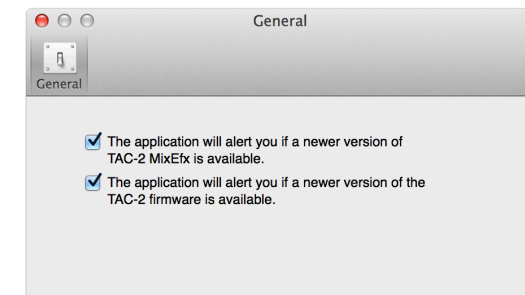 General
General
The application will alert you if a newer version of
TAC-2 MixEfx is available.
The application will alert you if a newer version of the
TAC-2 firmware is available.